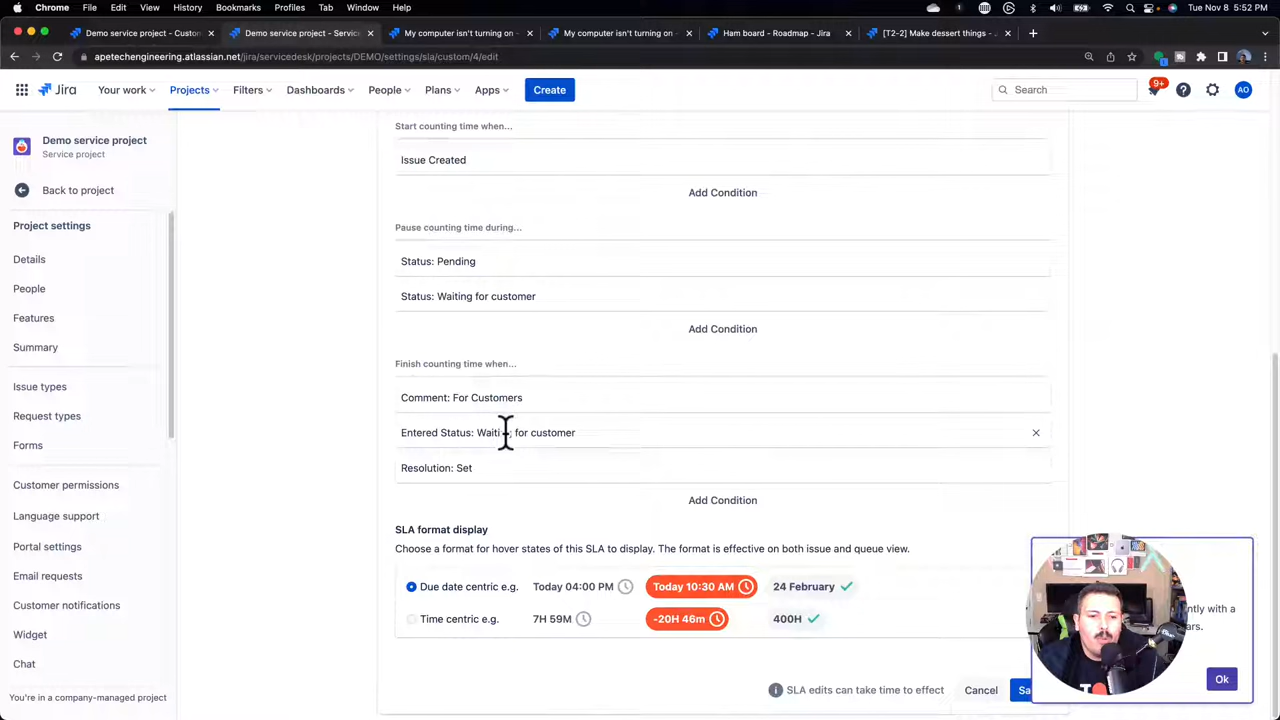 Chrome File Edit View History Bookmarks Profiles Tab Window Help Tue Nov 8 5:52 PM
Demo service project - Custom
Demo service project - Servic
My computer isn't turning on -
My computer isn't turning on -
Ham board - Roadmap - Jira
[T2-2] Make dessert things -
apetechengineering.atlassian.net/jira/servicedesk/projects/DEMO/settings/sla/custom/4/edit
Jira Your work Projects Filters Dashboards People Plans Apps Create Search 9+ AO
Demo service project
Service project
Back to project
Project settings
Details
People
Features
Summary
Issue types
Request types
Forms
Customer permissions
Language support
Portal settings
Email requests
Customer notifications
Widget
Chat
You're in a company-managed project
Start counting time when...
Issue Created
Add Condition
Pause counting time during...
Status: Pending
Status: Waiting for customer
Add Condition
Finish counting time when...
Comment: For Customers
Entered Status: Waiti for customer
Resolution: Set
Add Condition
SLA format display
Choose a format for hover states of this SLA to display. The format is effective on both issue and queue view.
Due date centric e.g. Today 04:00 PM Today 10:30 AM 24 February
Time centric e.g. 7H 59M -20H 46m 400H
SLA edits can take time to effect Cancel Sa
ntly with a
ars.
Ok